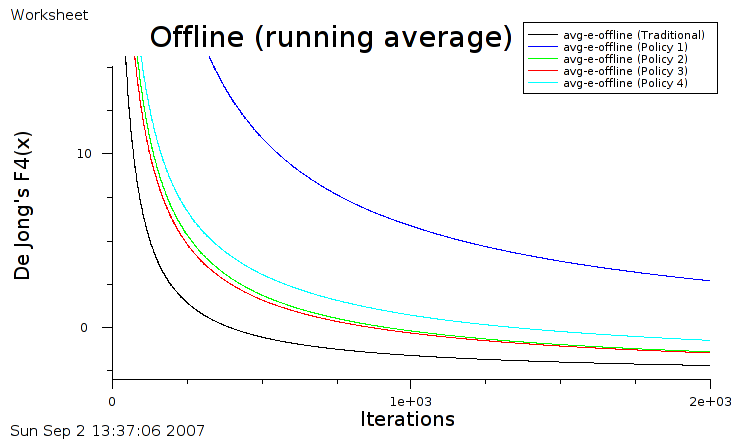 Worksheet
Offline (running average)
avg-e-offline (Traditional)
avg-e-offline (Policy 1)
avg-e-offline (Policy 2)
avg-e-offline (Policy 3)
avg-e-offline (Policy 4)
De Jong's F4(x)
10
0
0
1e+03
2e+03
Iterations
Sun Sep 2 13:37:06 2007